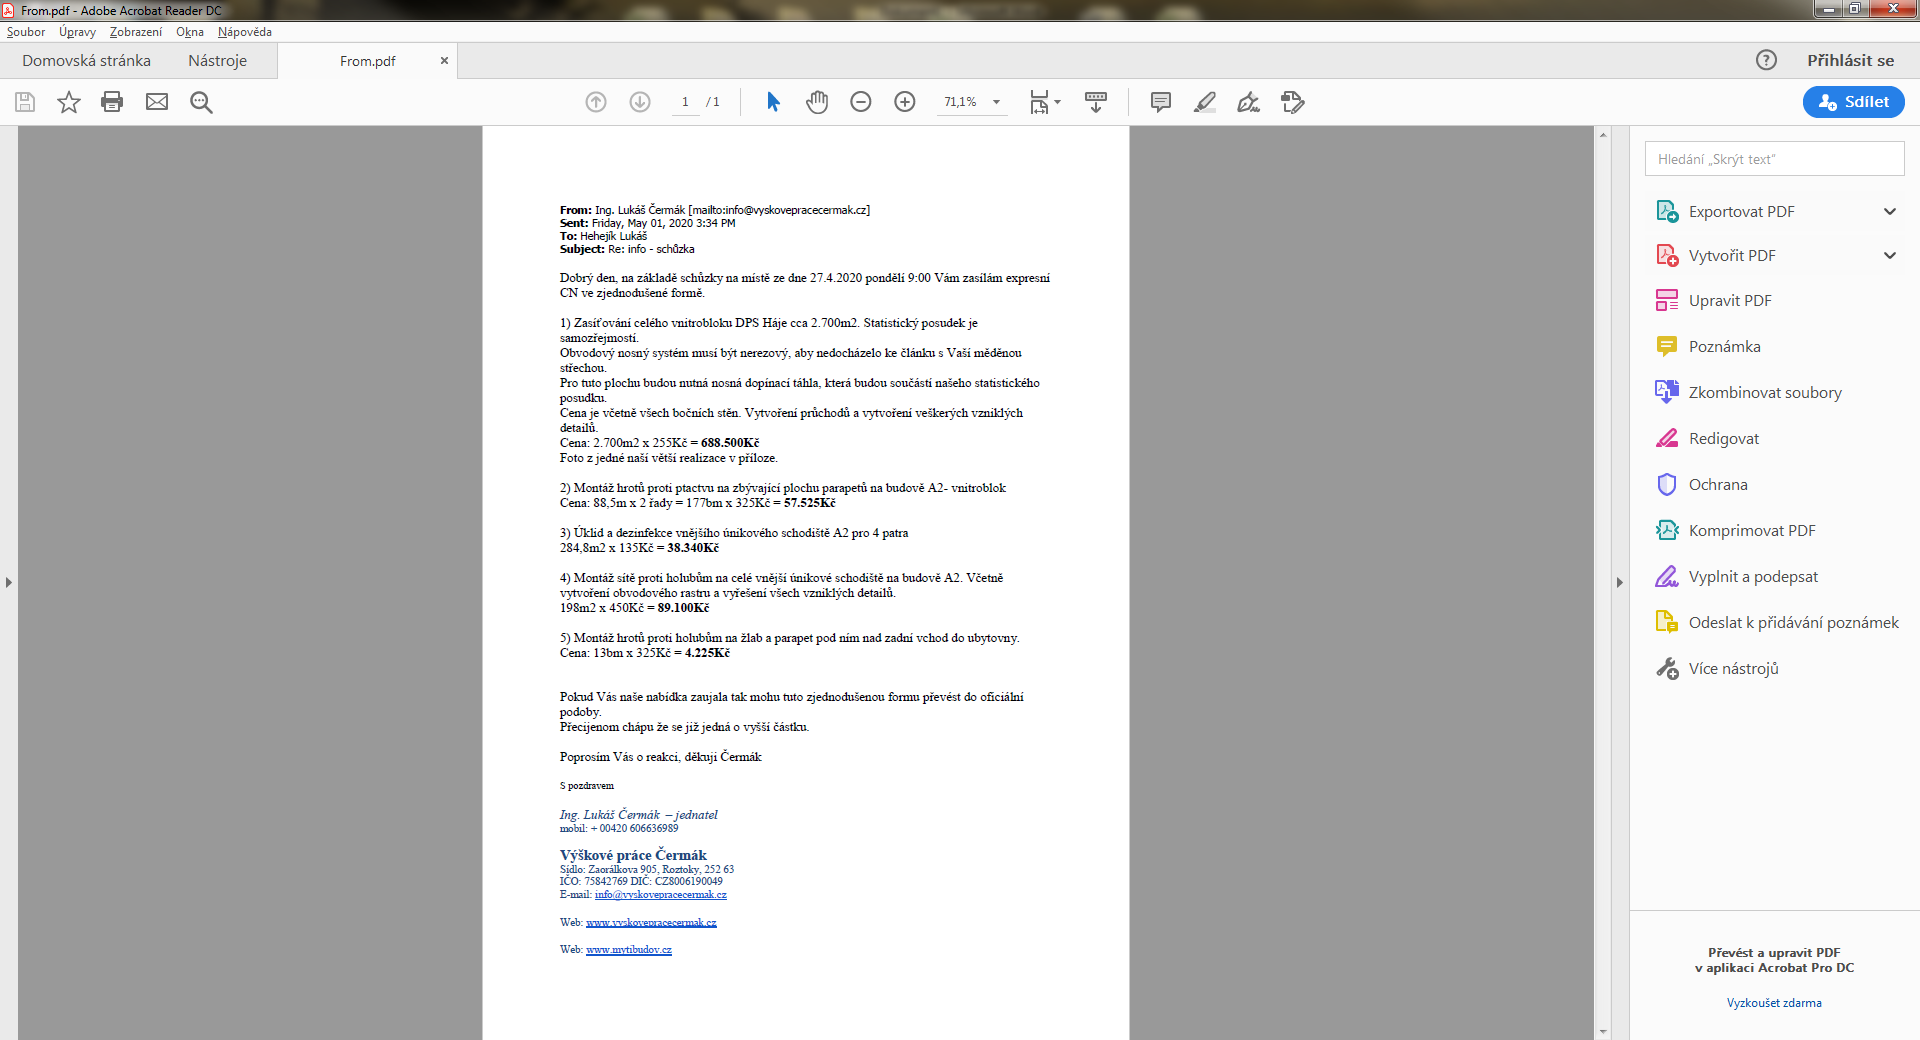 From.pdf - Adobe Acrobat Reader DC
Soubor Úpravy Zobrazení Okna Nápověda
Domovská stránka Nástroje From.pdf × ? Přihlásit se
1 / 1 71,1% Sdílet
From: Ing. Lukáš Čermák [mailto:info@vyskovepracecermak.cz]
Sent: Friday, May 01, 2020 3:34 PM
To: Hehejík Lukáš
Subject: Re: info - schůzka
Dobrý den, na základě schůzky na místě ze dne 27.4.2020 pondělí 9:00 Vám zasílám expresní
CN ve zjednodušené formě.
1) Zasíťování celého vnitrobloku DPS Háje cca 2.700m2. Statistický posudek je
samozřejmostí.
Obvodový nosný systém musí být nerezový, aby nedocházelo ke článku s Vaší měděnou
střechou.
Pro tuto plochu budou nutná nosná dopínací táhla, která budou součástí našeho statistického
posudku.
Cena je včetně všech bočních stěn. Vytvoření průchodů a vytvoření veškerých vzniklých
detailů.
Cena: 2.700m2 x 255Kč = 688.500Kč
Foto z jedné naší větší realizace v příloze.
2) Montáž hrotů proti ptactvu na zbývající plochu parapetů na budově A2- vnitroblok
Cena: 88,5m x 2 řady = 177bm x 325Kč = 57.525Kč
3) Úklid a dezinfekce vnějšího únikového schodiště A2 pro 4 patra
284,8m2 x 135Kč = 38.340Kč
4) Montáž sítě proti holubům na celé vnější únikové schodiště na budově A2. Včetně
vytvoření obvodového rastru a vyřešení všech vzniklých detailů.
198m2 x 450Kč = 89.100Kč
5) Montáž hrotů proti holubům na žlab a parapet pod ním nad zadní vchod do ubytovny.
Cena: 13bm x 325Kč = 4.225Kč
Pokud Vás naše nabídka zaujala tak mohu tuto zjednodušenou formu převést do oficiální
podoby.
Přecijenom chápu že se již jedná o vyšší částku.
Poprosím Vás o reakci, děkuji Čermák
S pozdravem
Ing. Lukáš Čermák – jednatel
mobil: + 00420 606636989
Výškové práce Čermák
Sídlo: Zaorálkova 905, Roztoky, 252 63
IČO: 75842769 DIČ: CZ8006190049
E-mail: info@vyskovepracecermak.cz
Web: www.vyskovepracecermak.cz
Web: www.mytibudov.cz
Hledání „Skrýt text“
Exportovat PDF
Vytvořit PDF
Upravit PDF
Poznámka
Zkombinovat soubory
Redigovat
Ochrana
Komprimovat PDF
Vyplnit a podepsat
Odeslat k přidávání poznámek
Více nástrojů
Převést a upravit PDF
v aplikaci Acrobat Pro DC
Vyzkoušet zdarma